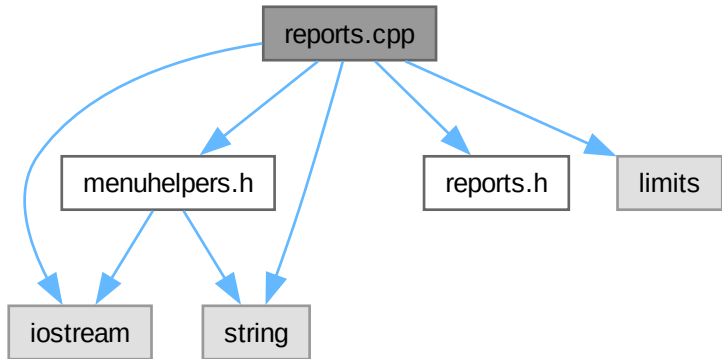 reports.cpp
menuhelpers.h
reports.h
limits
iostream
string